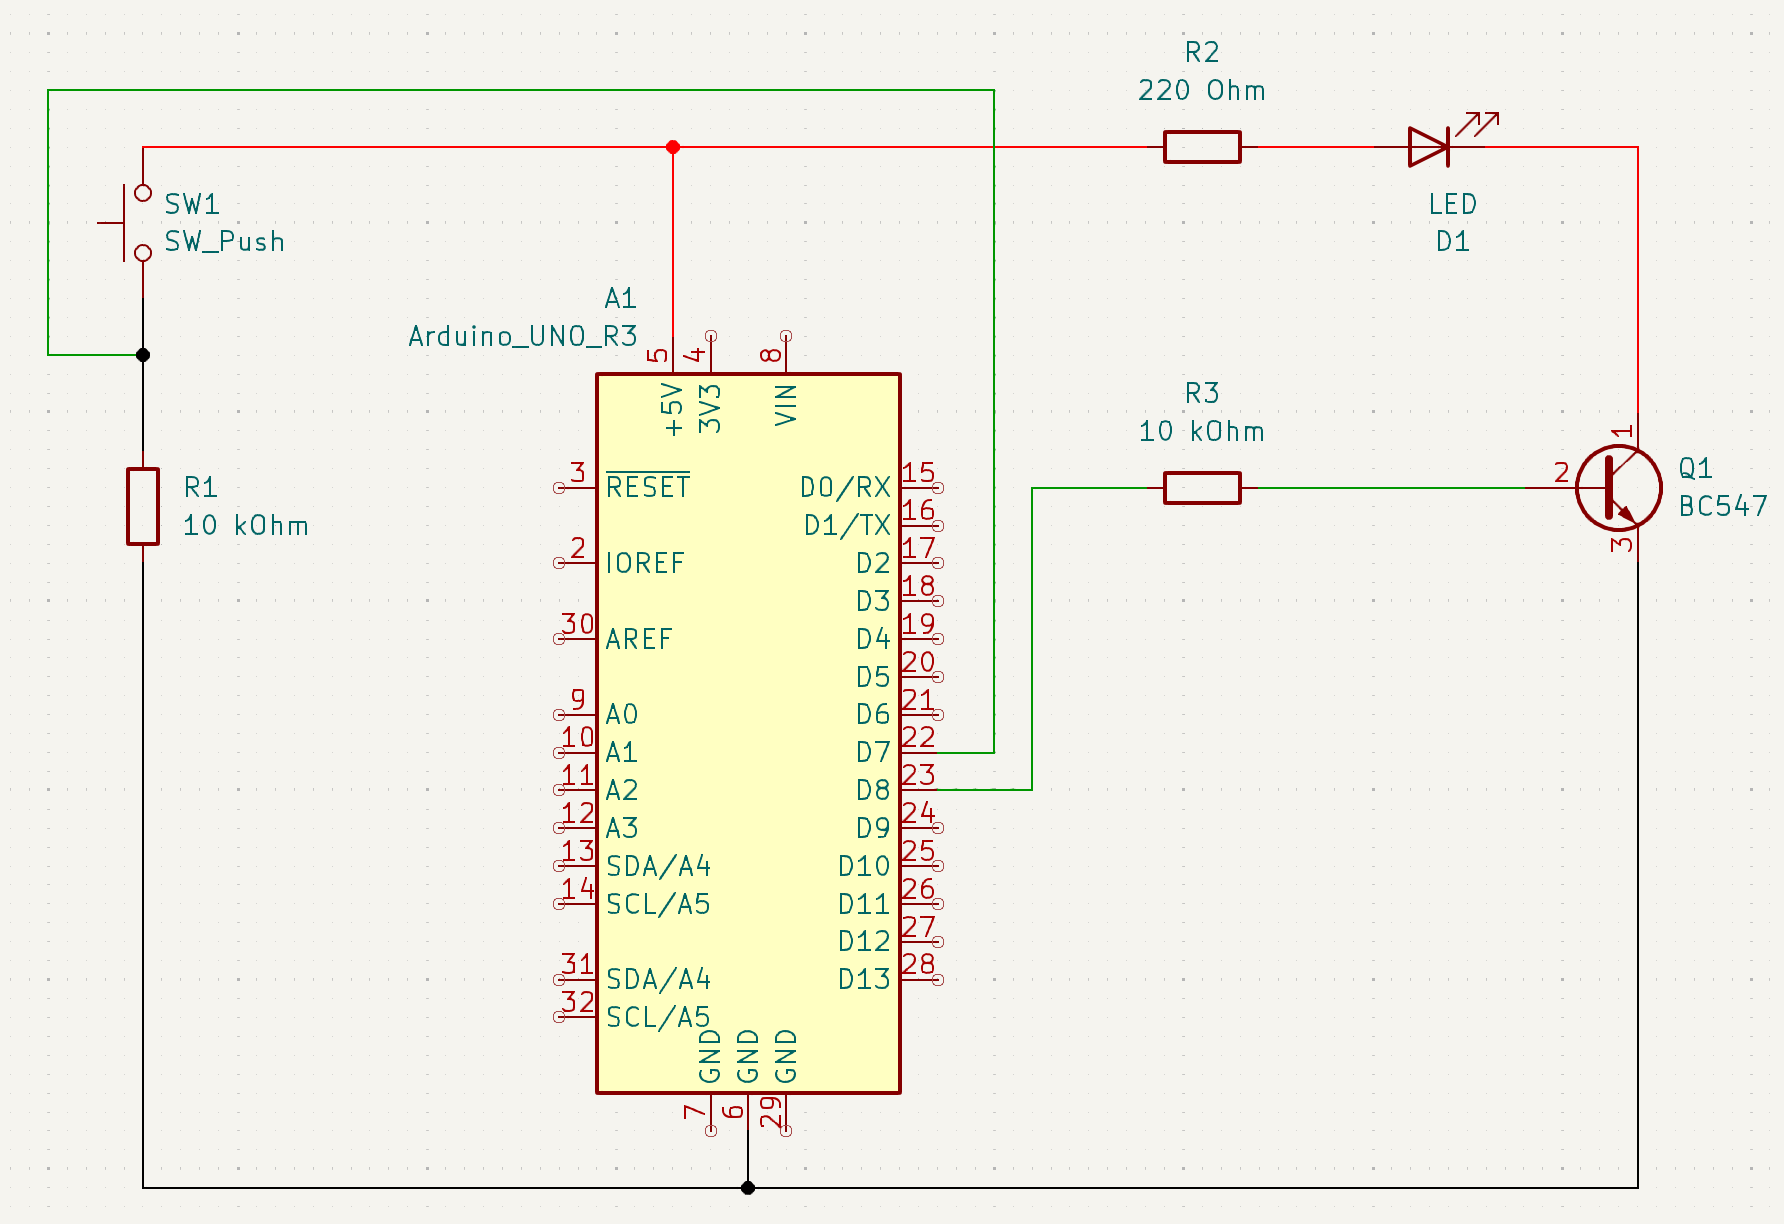 R2
220 Ohm
SW1
SW_Push
LED
D1
A1
Arduino_UNO_R3
5
4
8
+5V
3V3
VIN
R3
10 kOhm
1
2
3
Q1
BC547
R1
10 kOhm
3
RESET
2
IOREF
30
AREF
9
A0
10
A1
11
A2
12
A3
13
SDA/A4
14
SCL/A5
31
SDA/A4
32
SCL/A5
D0/RX
15
D1/TX
16
D2
17
D3
18
D4
19
D5
20
D6
21
D7
22
D8
23
D9
24
D10
25
D11
26
D12
27
D13
28
GND
GND
GND
7
6
29